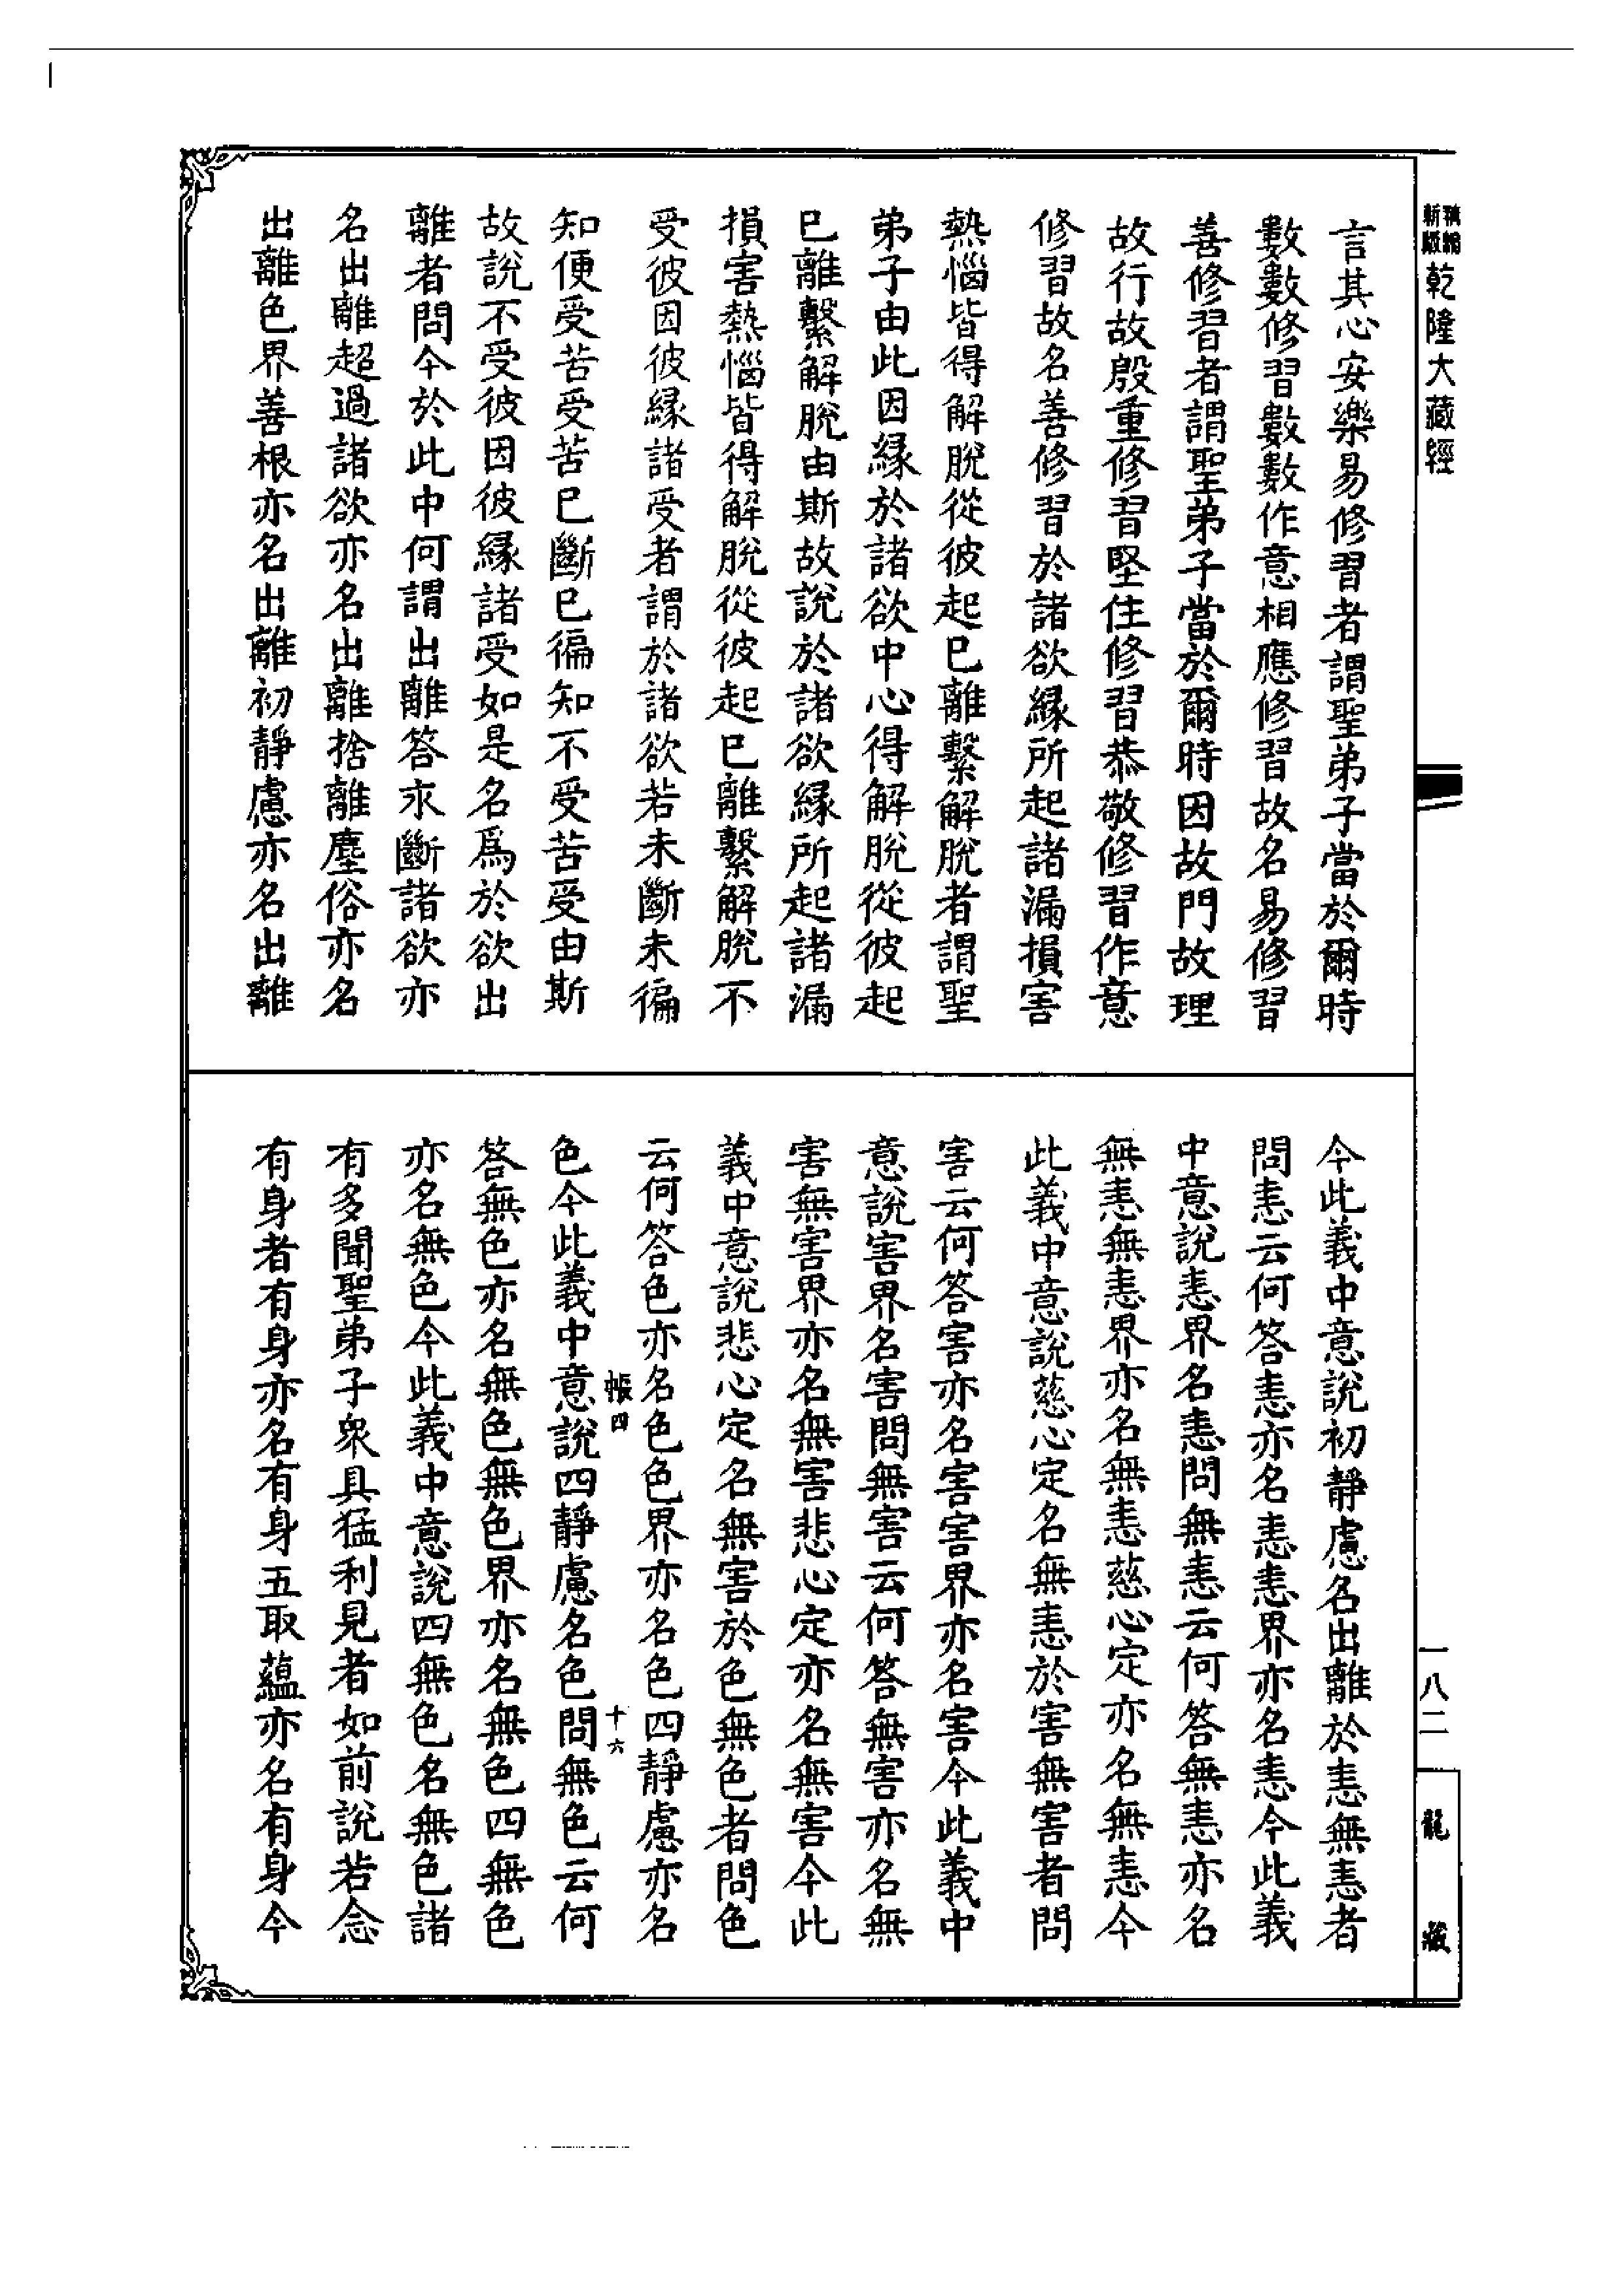 乾隆大藏經
言其心安樂易修習者謂聖弟子當於爾時
數數修習數數作意相應修習故名易修習
善修習者謂聖弟子當於爾時因故門故理
故行故殷重修習堅住修習恭敬修習作意
修習故名善修習於諸欲緣所起諸漏損害
熱惱皆得解脫從彼起已離繫解脫者謂聖
弟子由此因緣於諸欲中心得解脫從彼起
已離繫解脫由斯故說於諸欲緣所起諸漏
損害熱惱皆得解脫從彼起已離繫解脫不
受彼因彼緣諸受者謂於諸欲若未斷未徧
知便受苦受苦已斷已徧知不受苦受由斯
故說不受彼因彼緣諸受如是名爲於欲出
離者問今於此中何謂出離答永斷諸欲亦
名出離超過諸欲亦名出離捨離塵俗亦名
出離色界善根亦名出離初靜慮亦名出離
今此義中意說初靜慮名出離於恚無恚者
問恚云何答恚亦名恚恚界亦名恚今此義
中意說恚界名恚問無恚云何答無恚亦名
無恚無恚界亦名無恚慈心定亦名無恚今
此義中意說慈心定名無恚於害無害者問
害云何答害亦名害害界亦名害今此義中
意說害界名害問無害云何答無害亦名無
害無害界亦名無害悲心定亦名無害今此
義中意說悲心定名無害於色無色者問色
云何答色亦名色色界亦名色四靜慮亦名
帳四 十六
色今此義中意說四靜慮名色問無色云何
答無色亦名無色無色界亦名無色四無色
亦名無色今此義中意說四無色名無色諸
有多聞聖弟子衆具猛利見者如前說若念
有身者有身亦名有身五取蘊亦名有身今
一八二
龍藏